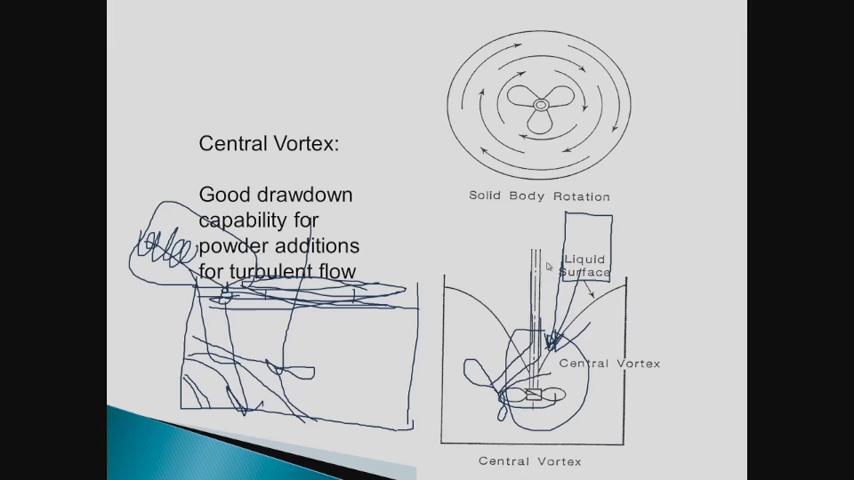 Central Vortex:
Good drawdown
capability for
powder additions
for turbulent flow
Solid Body Rotation
Liquid
Surface
Central Vortex
Central Vortex